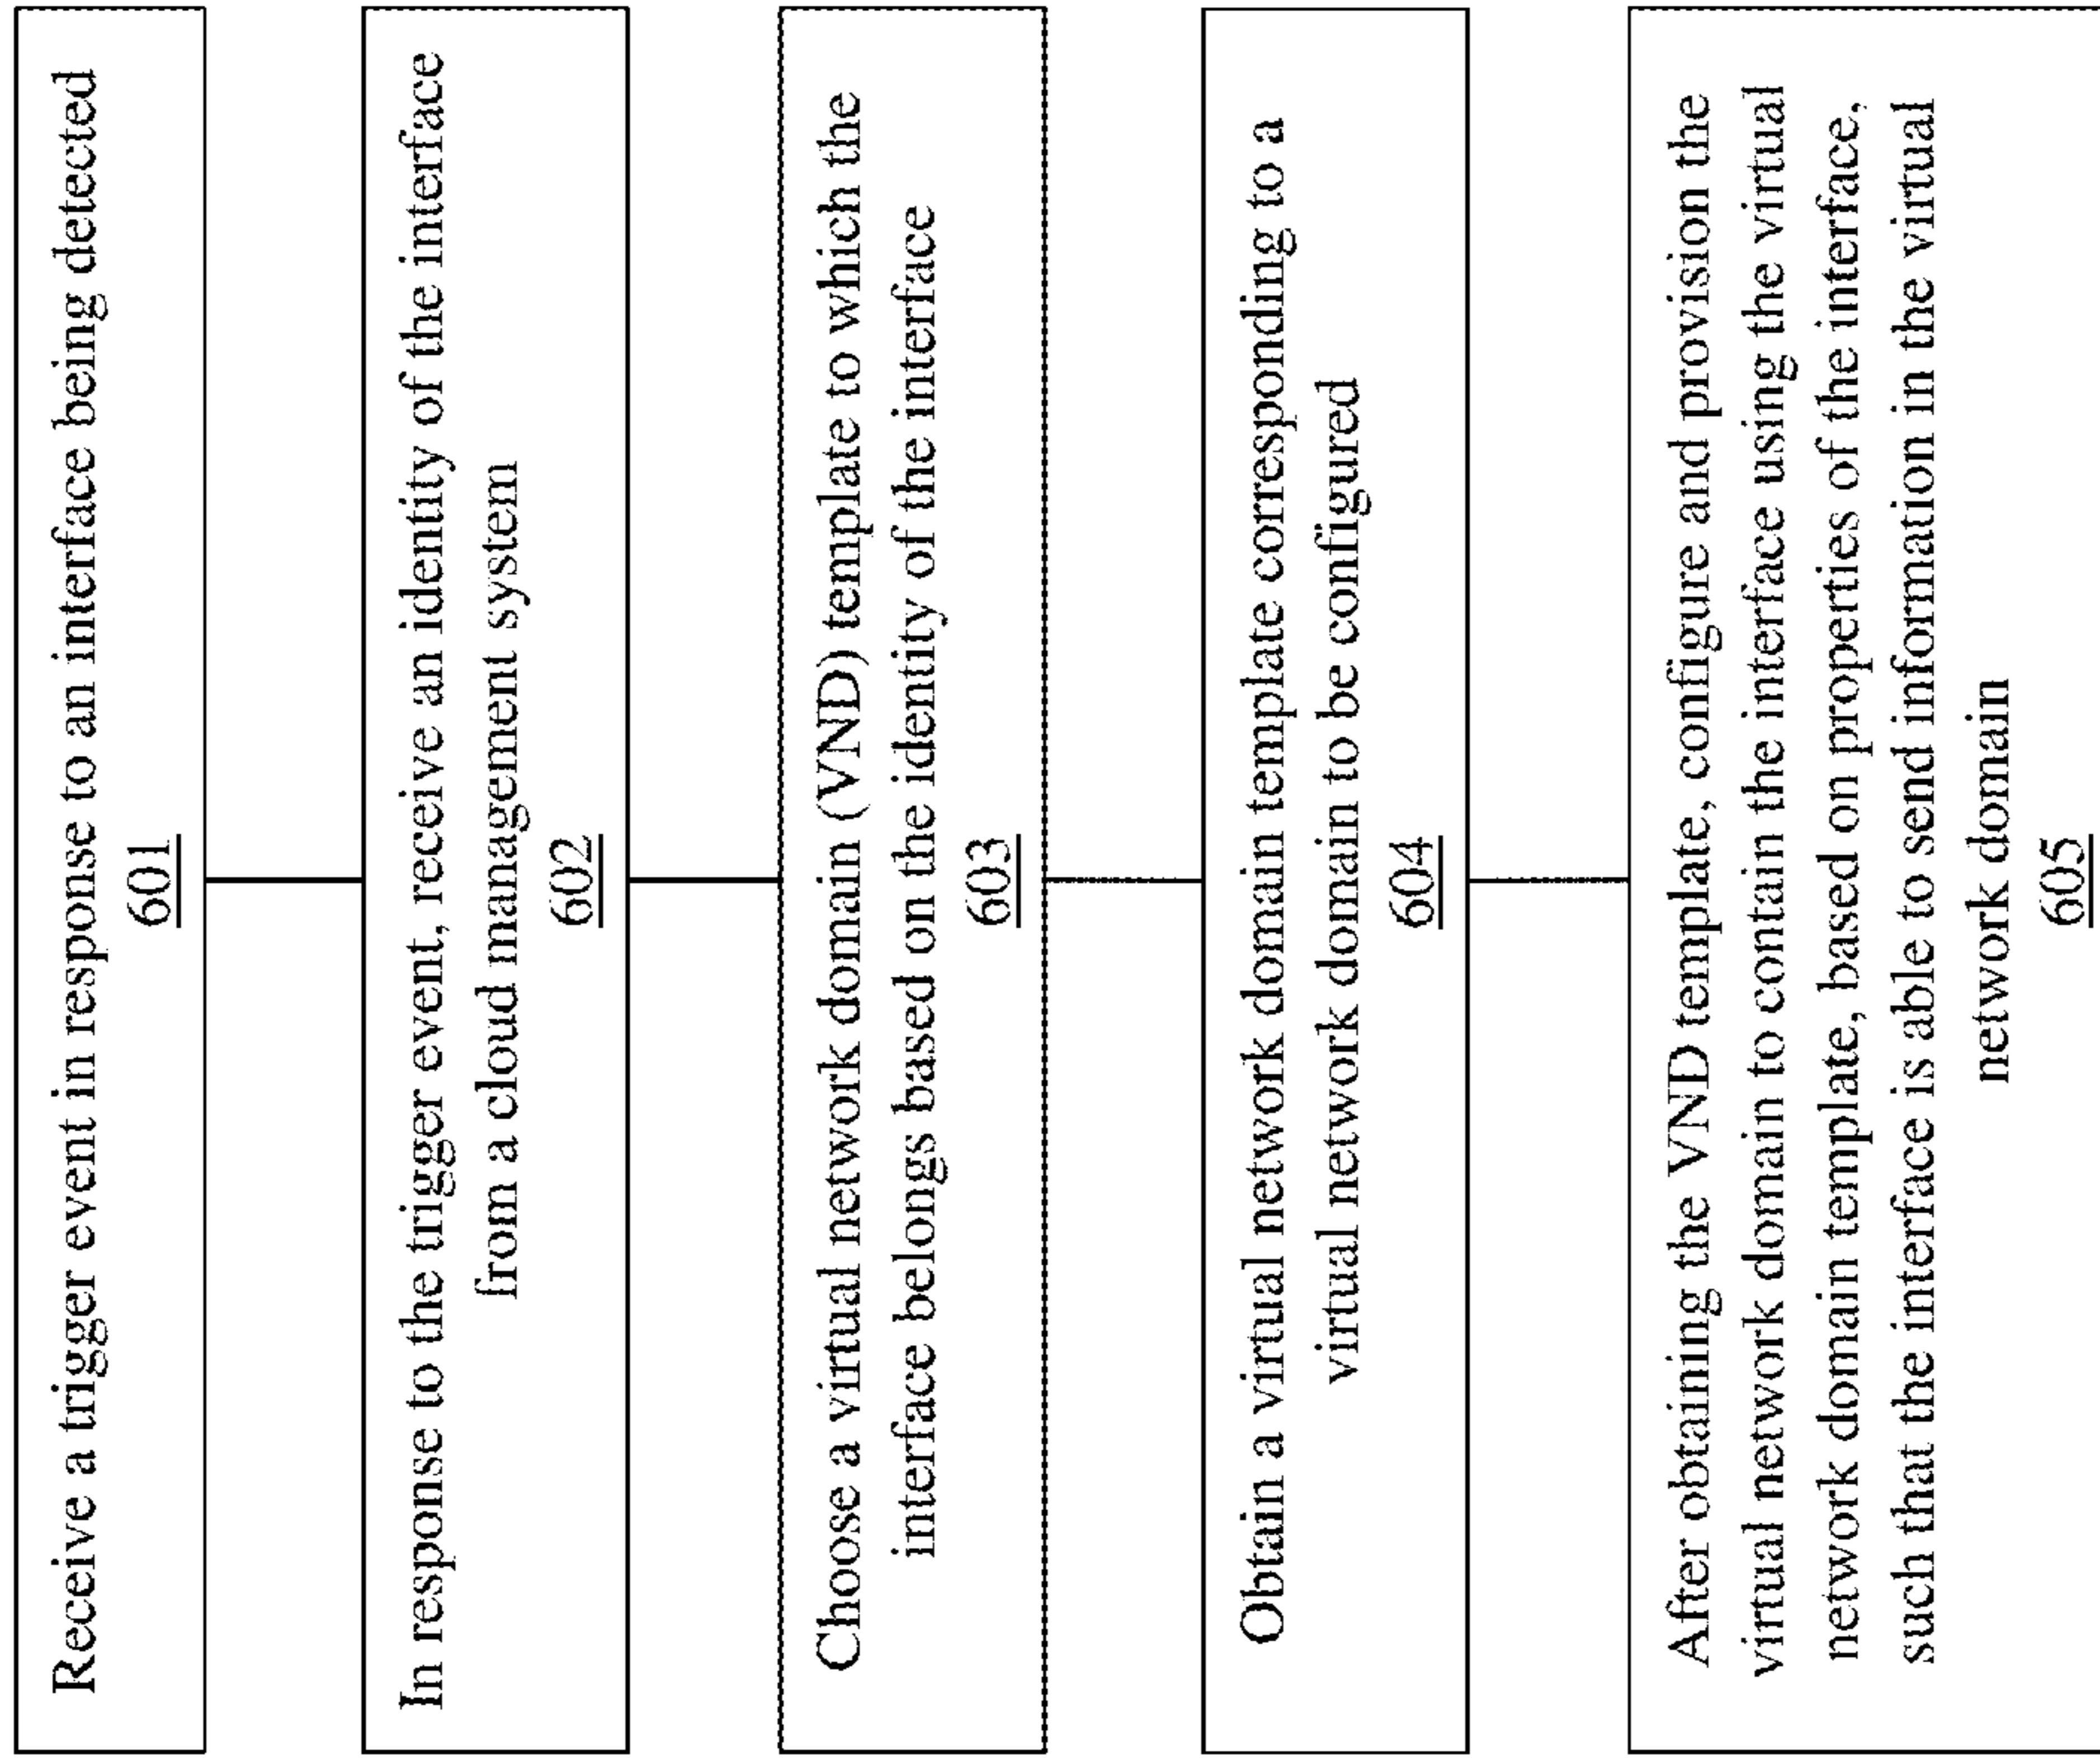 Receive a trigger event in response to an interface being detected
601
In response to the trigger event, receive an identity of the interface
from a cloud management system
602
Choose a virtual network domain (VND) template to which the
interface belongs based on the identity of the interface
603
Obtain a virtual network domain template corresponding to a
virtual network domain to be configured
604
After obtaining the VND template, configure and provision the
virtual network domain to contain the interface using the virtual
network domain template, based on properties of the interface,
such that the interface is able to send information in the virtual
network domain
605